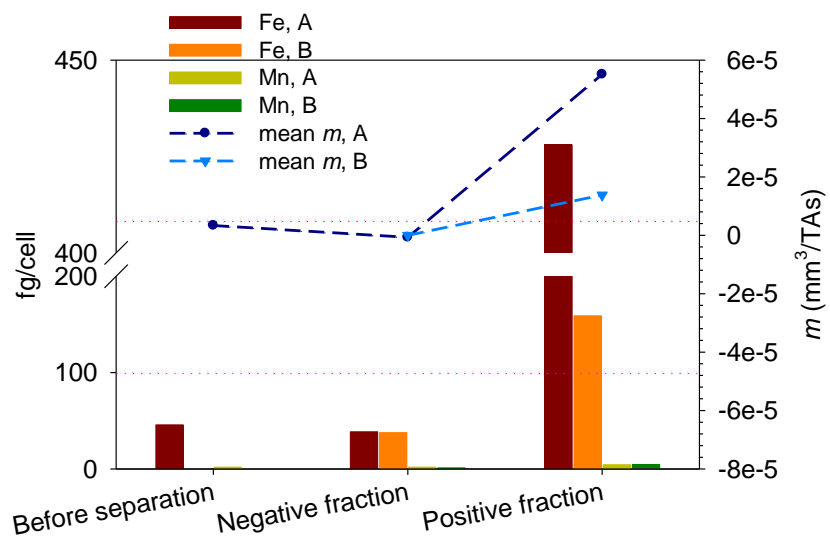 Fe, A
Fe, B
Mn, A
Mn, B
mean m, A
mean m, B
450
400
200
100
0
fg/cell
6e-5
4e-5
2e-5
0
-2e-5
-4e-5
-6e-5
-8e-5
m (mm³/TAs)
Before separation
Negative fraction
Positive fraction